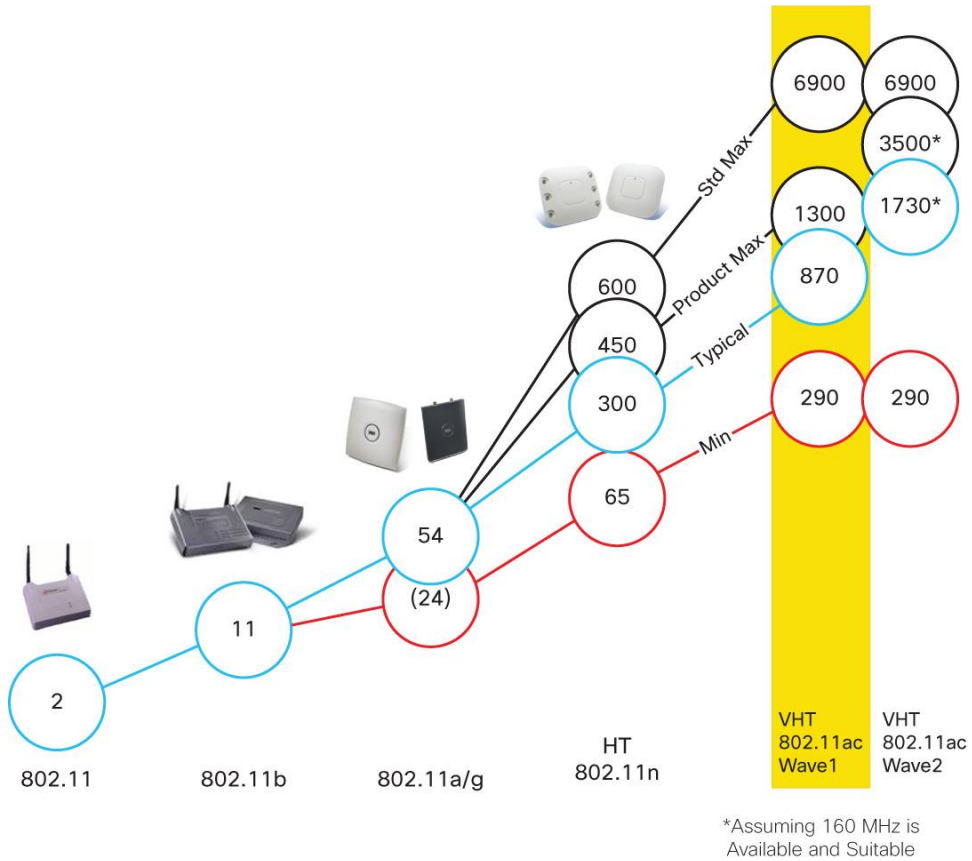 6900
6900
3500*
Std Max
1730*
1300
Product Max
600
870
450
Typical
300
290
290
Min
65
54
(24)
11
2
VHT
802.11ac
Wave1
VHT
802.11ac
Wave2
HT
802.11n
802.11
802.11b
802.11a/g
*Assuming 160 MHz is
Available and Suitable